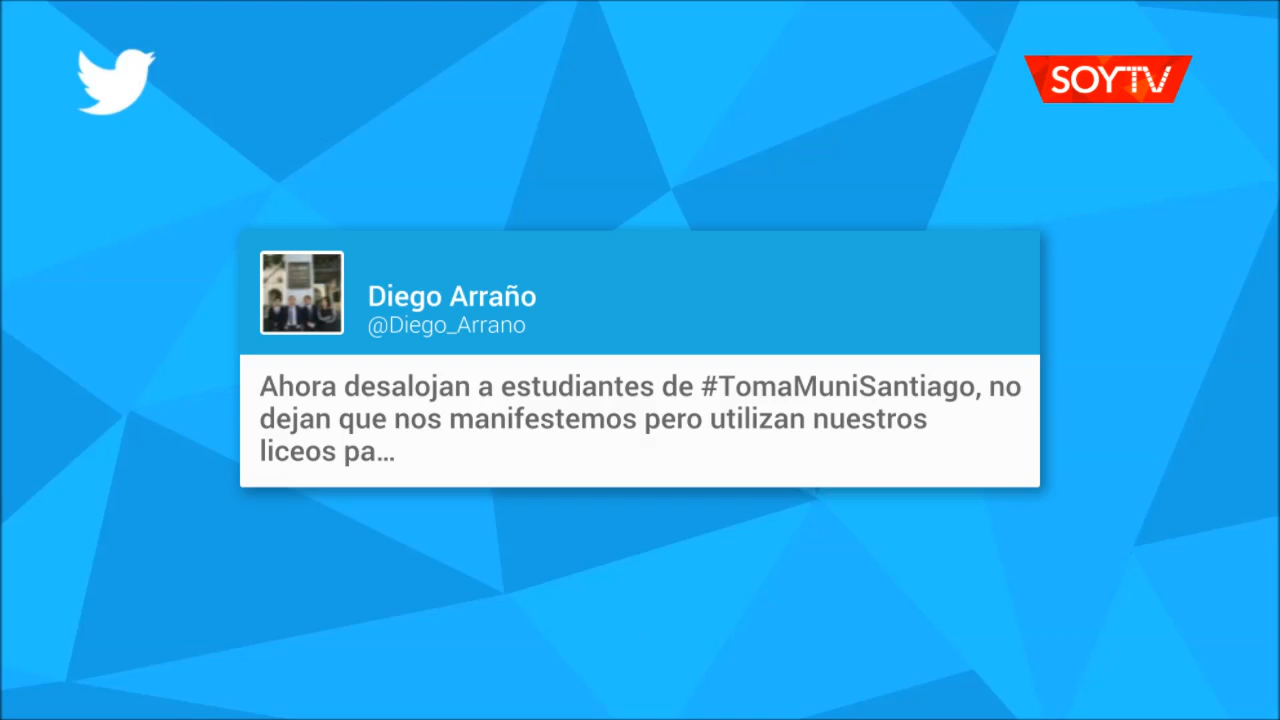 SOYTV
Diego Arraño
@Diego_Arrano
Ahora desalojan a estudiantes de #TomaMuniSantiago, no
dejan que nos manifestemos pero utilizan nuestros
liceos pa...